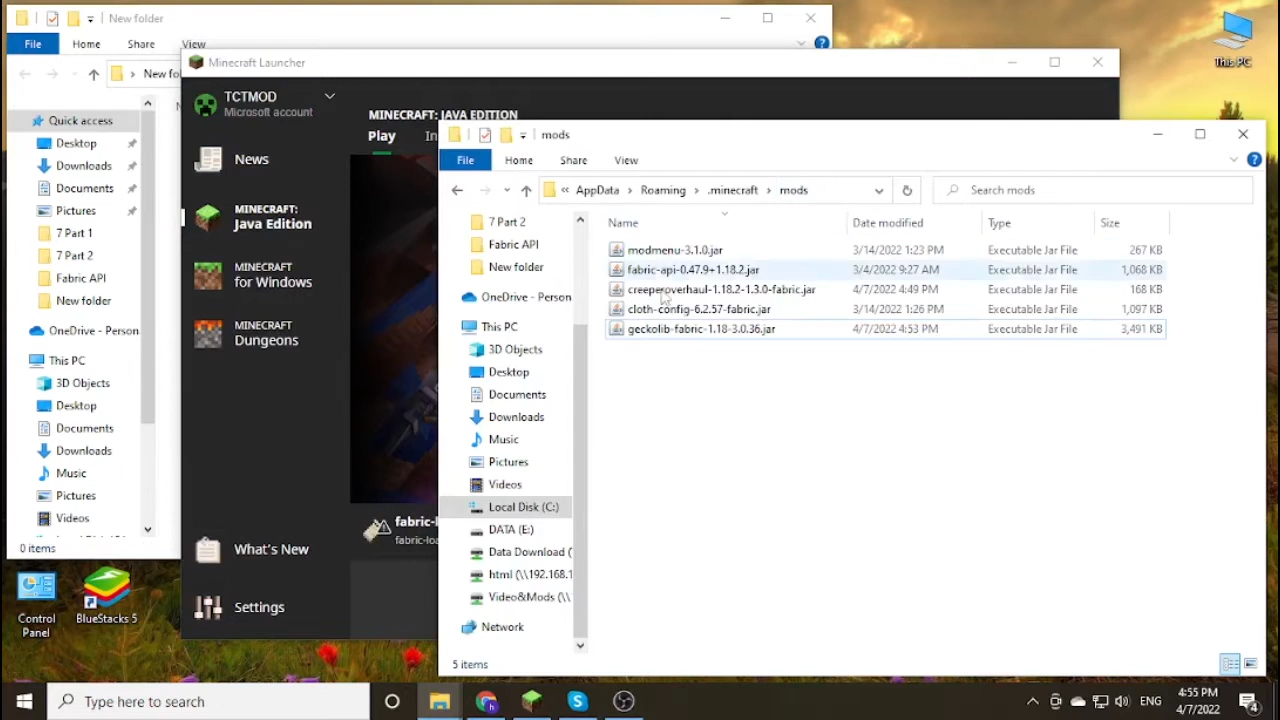 New folder
File
Home
Share
View
New fo
Quick access
Desktop
Downloads
Documents
Pictures
7 Part 1
7 Part 2
Fabric API
New folder
OneDrive - Person
This PC
3D Objects
Desktop
Documents
Downloads
Music
Pictures
Videos
0 items
Minecraft Launcher
TCTMOD
Microsoft account
News
MINECRAFT:
Java Edition
MINECRAFT
for Windows
MINECRAFT
Dungeons
What's New
Settings
MINECRAFT: JAVA EDITION
Play
In
fabric-l
fabric-loa
mods
File
Home
Share
View
« AppData › Roaming › .minecraft › mods
Search mods
7 Part 2
Fabric API
New folder
OneDrive - Person
This PC
3D Objects
Desktop
Documents
Downloads
Music
Pictures
Videos
Local Disk (C:)
DATA (E:)
Data Download (
html (\\192.168.1
Video&Mods (\\
Network
Name Date modified Type Size
modmenu-3.1.0.jar 3/14/2022 1:23 PM Executable Jar File 267 KB
fabric-api-0.47.9+1.18.2.jar 3/4/2022 9:27 AM Executable Jar File 1,068 KB
creeperoverhaul-1.18.2-1.3.0-fabric.jar 4/7/2022 4:49 PM Executable Jar File 168 KB
cloth-config-6.2.57-fabric.jar 3/14/2022 1:26 PM Executable Jar File 1,097 KB
geckolib-fabric-1.18-3.0.36.jar 4/7/2022 4:53 PM Executable Jar File 3,491 KB
5 items
This PC
Control
Panel
BlueStacks 5
Type here to search
ENG
4:55 PM
4/7/2022
4